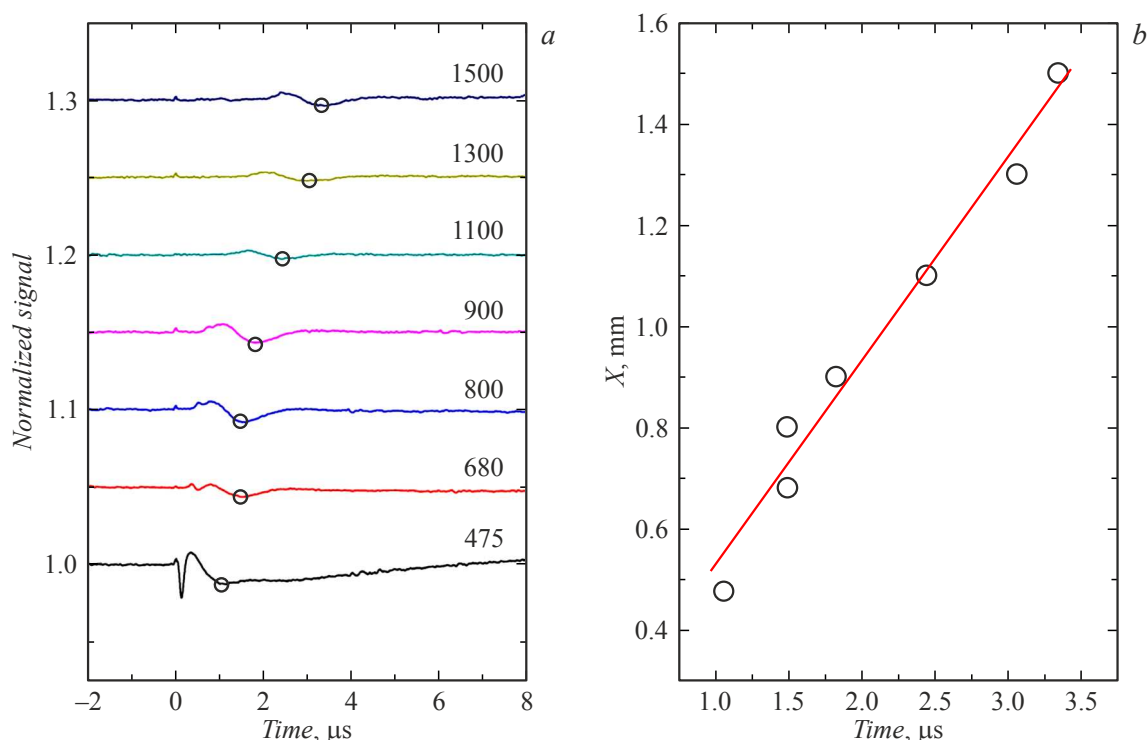 a
1500
1300
1100
900
800
680
475
1.3
1.2
1.1
1.0
Normalized signal
−2 0 2 4 6 8
Time, μs
b
1.6
1.4
1.2
1.0
0.8
0.6
0.4
X, mm
1.0 1.5 2.0 2.5 3.0 3.5
Time, μs